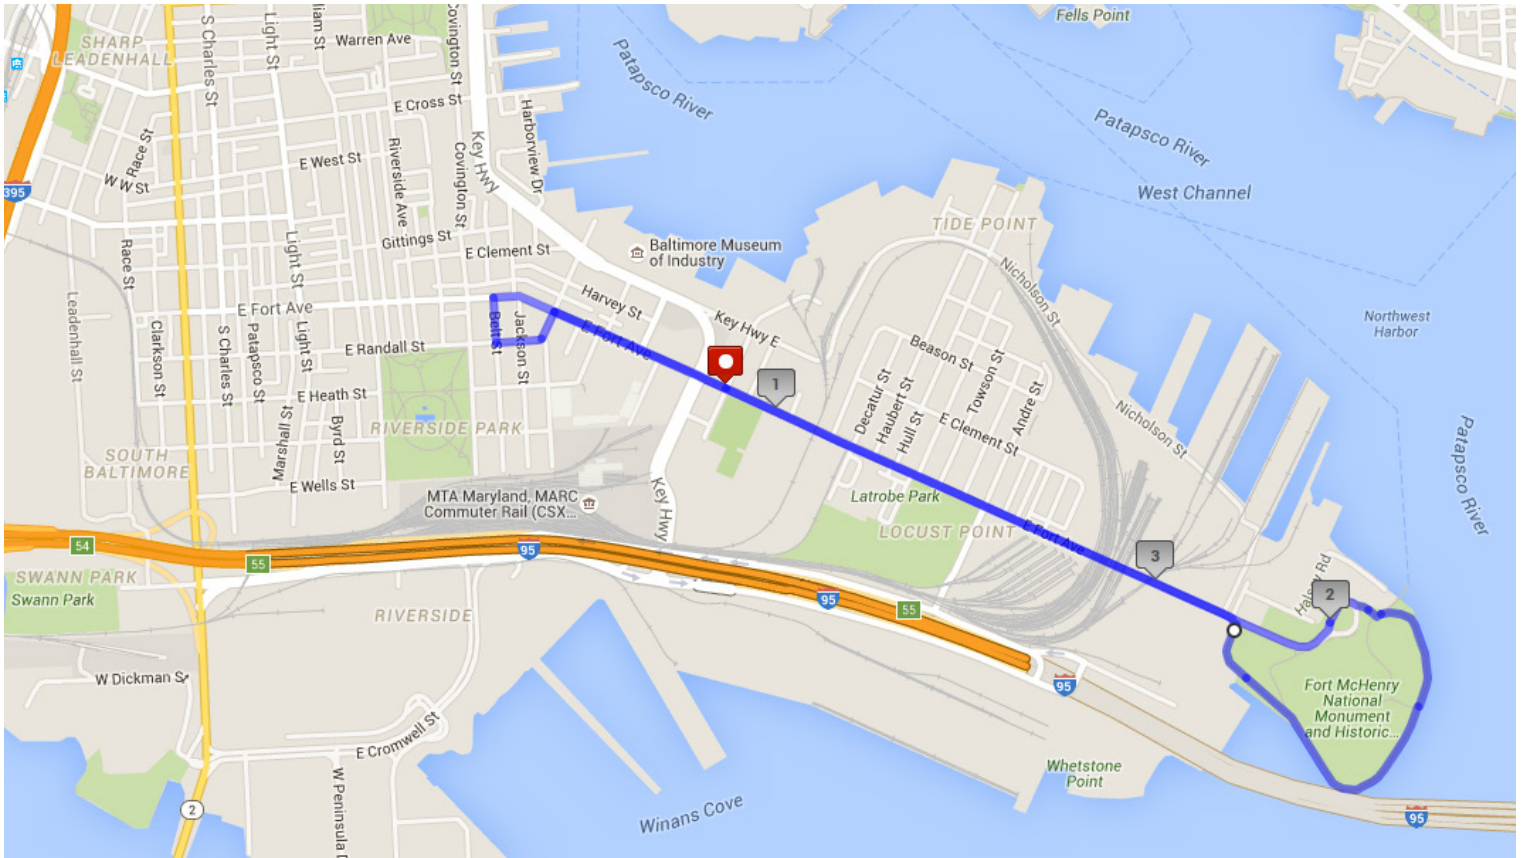 Fells Point
SHARP
LEADENHALL
S Charles St
Light St
Warren Ave
Covington St
Patapsco River
E Cross St
Harborview Dr
Patapsco River
Race St
E West St
Riverside Ave
Covington St
Key Hwy
W W St
395
West Channel
TIDE POINT
Gittings St
E Clement St
Baltimore Museum
of Industry
Race St
Light St
Nicholson St
Leadenhall St
E Fort Ave
Harvey St
Key Hwy E
Northwest
Harbor
Clarkson St
S Charles St
Patapsco St
Light St
E Randall St
Belt St
Jackson St
E Fort Ave
Beason St
Towson St
1
Decatur St
Haubert St
Hull St
E Clement St
Andre St
E Heath St
Marshall St
Byrd St
RIVERSIDE PARK
Nicholson St
Patapsco River
SOUTH
BALTIMORE
E Wells St
MTA Maryland, MARC
Commuter Rail (CSX...
Key Hwy
Latrobe Park
LOCUST POINT
E Fort Ave
54
55
95
3
SWANN PARK
Swann Park
RIVERSIDE
95
55
2
W Dickman S
95
Fort McHenry
National
Monument
and Historic...
E Cromwell St
W Peninsula D
Whetstone
Point
2
Winans Cove
95